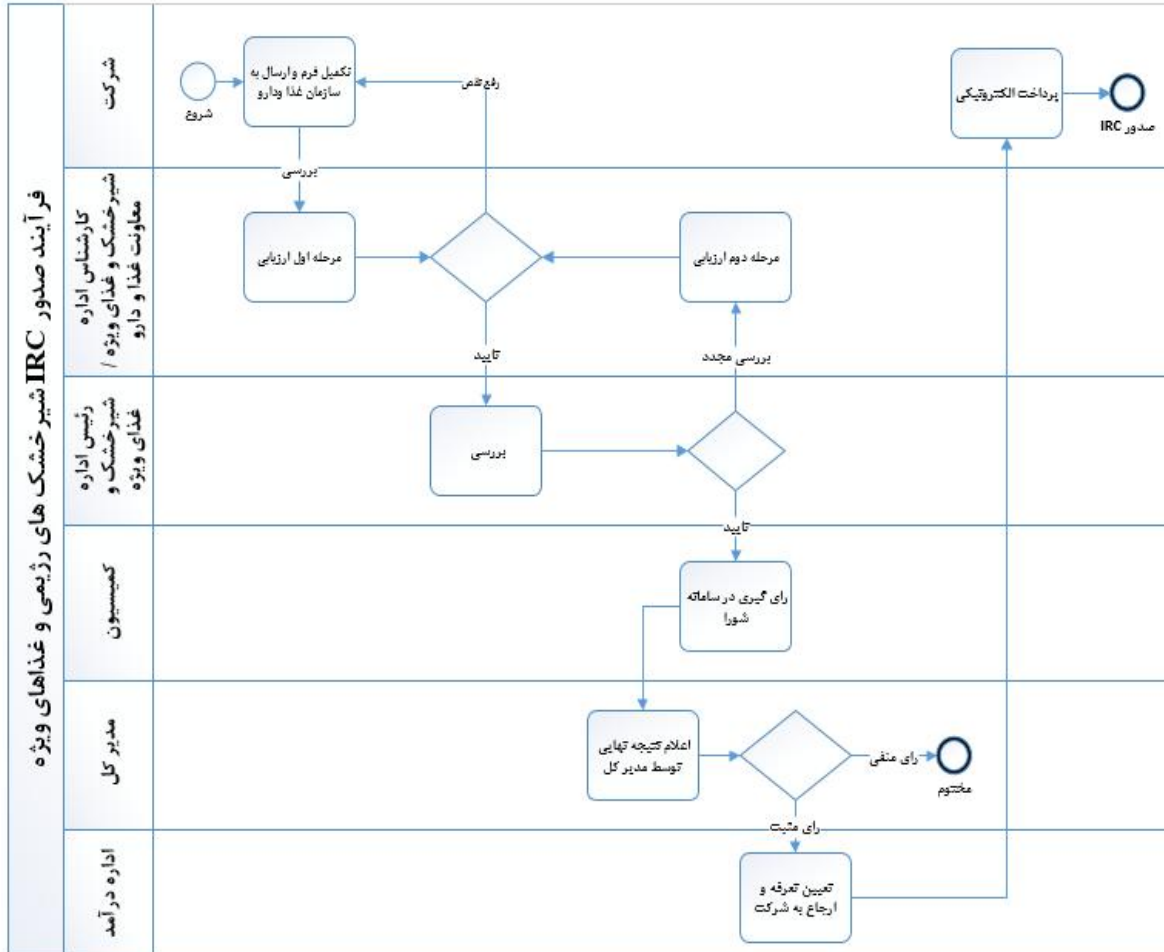 فرآیند صدور IRC شیرخشک های رژیمی و غذاهای ویژه
شرکت
شروع
تکمیل فرم و ارسال به
سازمان غذا ودارو
رفع نقص
پرداخت الکترونیکی
صدور IRC
بررسی
کارشناس اداره
شیرخشک و غذای ویژه /
معاونت غذا و دارو
مرحله اول ارزیابی
مرحله دوم ارزیابی
تایید
بررسی مجدد
رئیس اداره
شیرخشک و
غذای ویژه
بررسی
تایید
کمیسیون
رای گیری در سامانه
شورا
مدیر کل
اعلام نتیجه نهایی
توسط مدیر کل
رای منفی
مختوم
رای مثبت
اداره درآمد
تعیین تعرفه و
ارجاع به شرکت